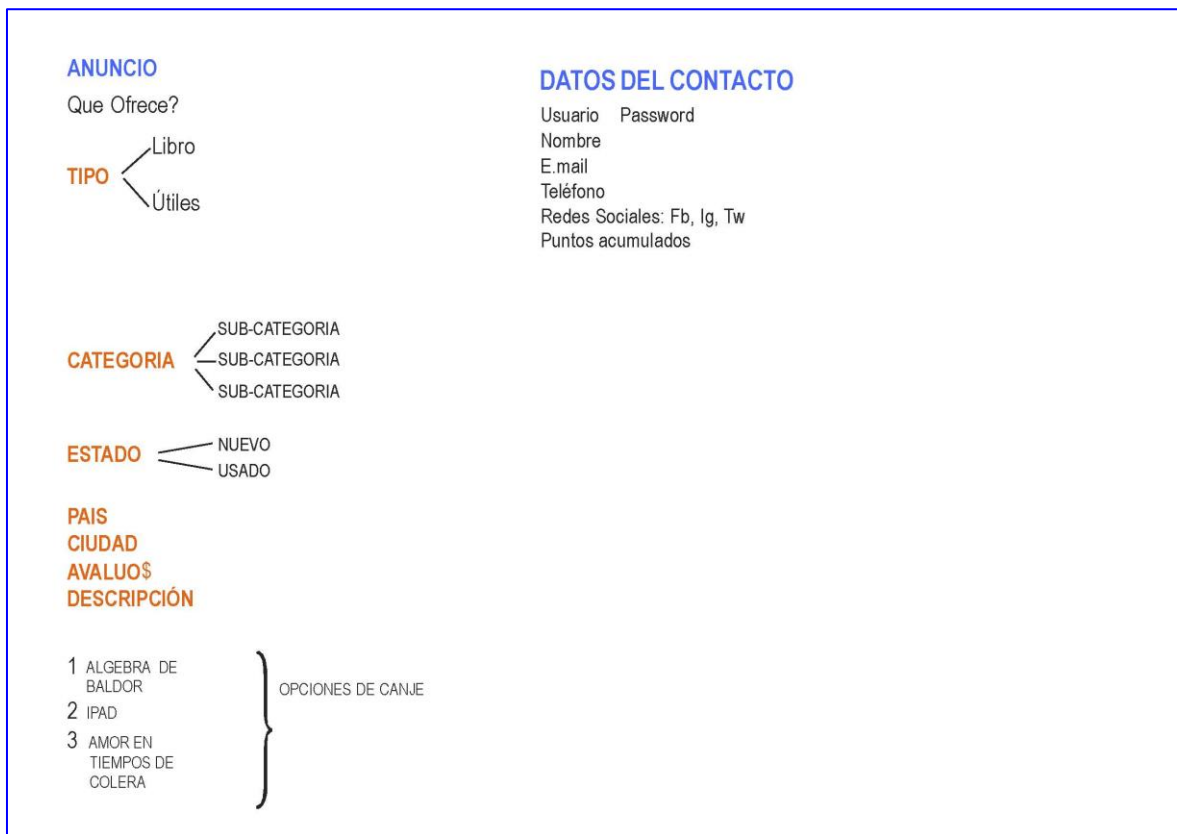 ANUNCIO
Que Ofrece?
TIPO
Libro
Útiles
CATEGORIA
SUB-CATEGORIA
SUB-CATEGORIA
SUB-CATEGORIA
ESTADO
NUEVO
USADO
PAIS
CIUDAD
AVALUO$
DESCRIPCIÓN
1 ALGEBRA DE
BALDOR
2 IPAD
3 AMOR EN
TIEMPOS DE
COLERA
OPCIONES DE CANJE
DATOS DEL CONTACTO
Usuario Password
Nombre
E.mail
Teléfono
Redes Sociales: Fb, Ig, Tw
Puntos acumulados